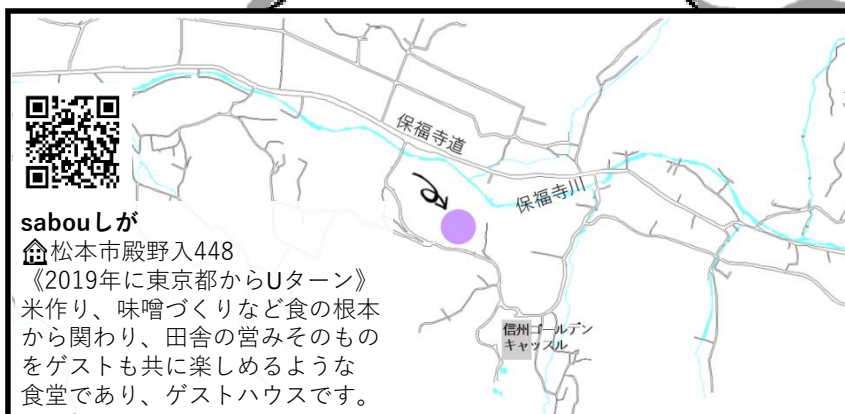 保福寺道
保福寺川
sabouしが
松本市殿野入448
《2019年に東京都からUターン》
米作り、味噌づくりなど食の根本
から関わり、田舎の営みそのもの
をゲストも共に楽しめるような
食堂であり、ゲストハウスです。
信州ゴールデン
キャッスル